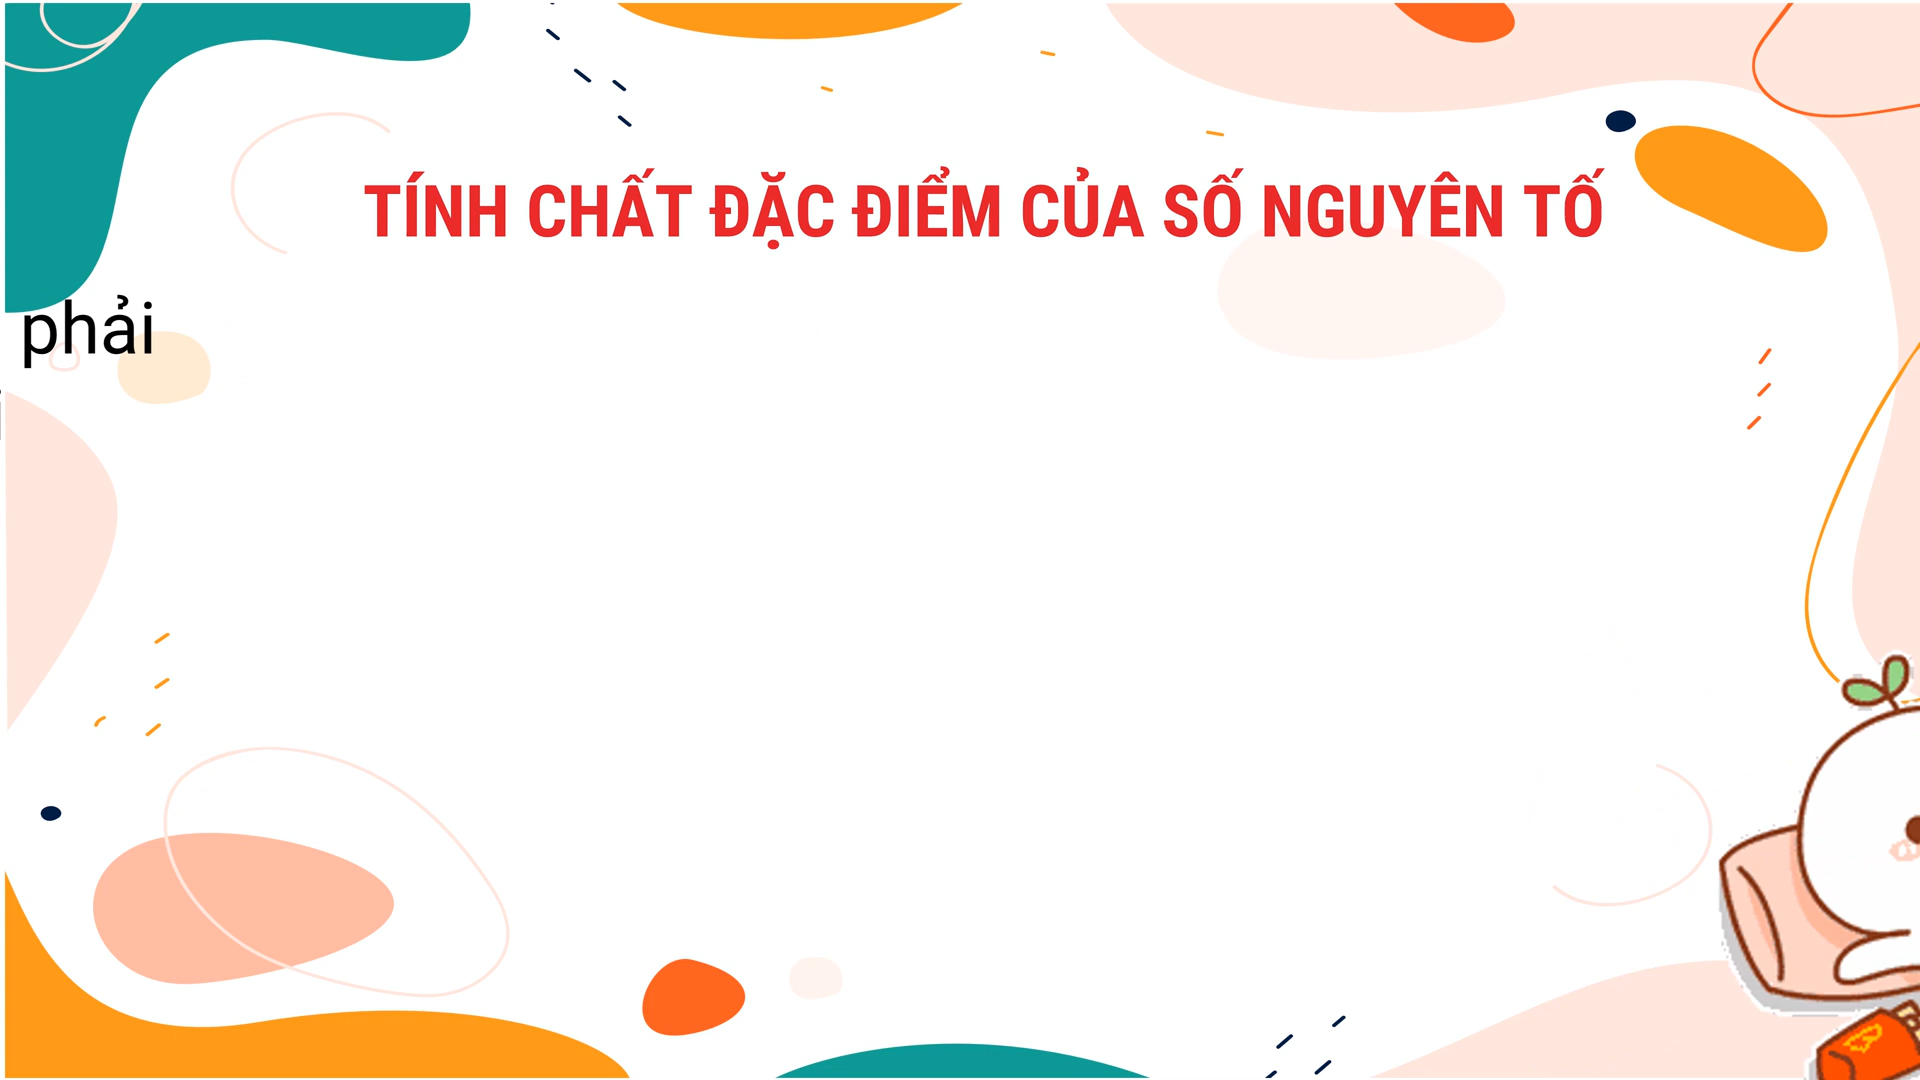 TÍNH CHẤT ĐẶC ĐIỂM CỦA SỐ NGUYÊN TỐ
phải